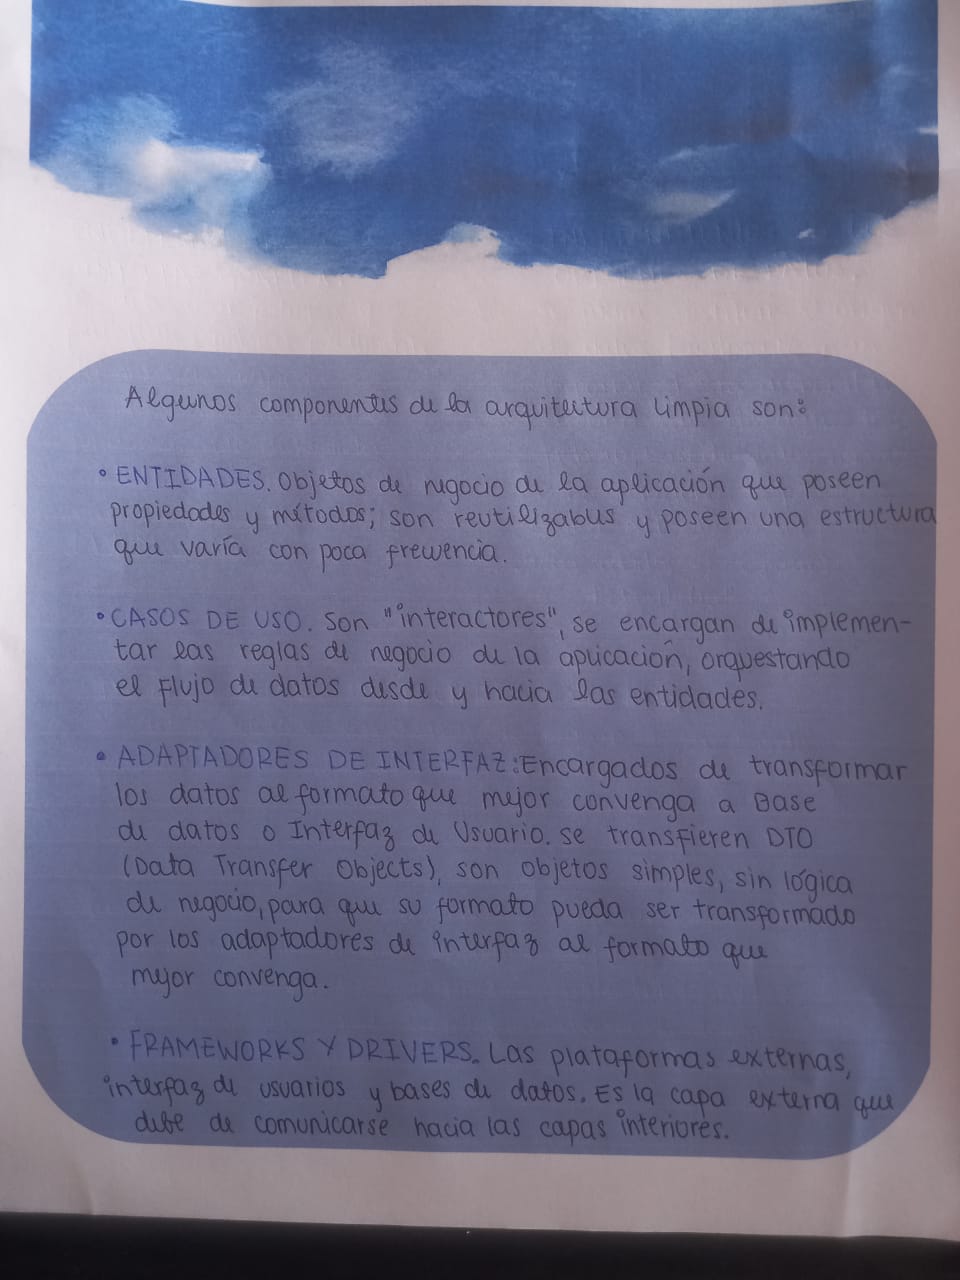 Algunos componentes de la arquitectura limpia son:
• ENTIDADES. Objetos de negocio de la aplicación que poseen
propiedades y métodos; son reutilizables y poseen una estructura
que varía con poca frecuencia.
• CASOS DE USO. Son "interactores", se encargan de implemen-
tar las reglas de negocio de la aplicación, orquestando
el flujo de datos desde y hacia las entidades.
• ADAPTADORES DE INTERFAZ: Encargados de transformar
los datos al formato que mejor convenga a Base
de datos o Interfaz de Usuario. Se transfieren DTO
(Data Transfer Objects), son objetos simples, sin lógica
de negocio, para que su formato pueda ser transformado
por los adaptadores de interfaz al formato que
mejor convenga.
• FRAMEWORKS Y DRIVERS. Las plataformas externas,
interfaz de usuarios y bases de datos. Es la capa externa que
debe de comunicarse hacia las capas interiores.